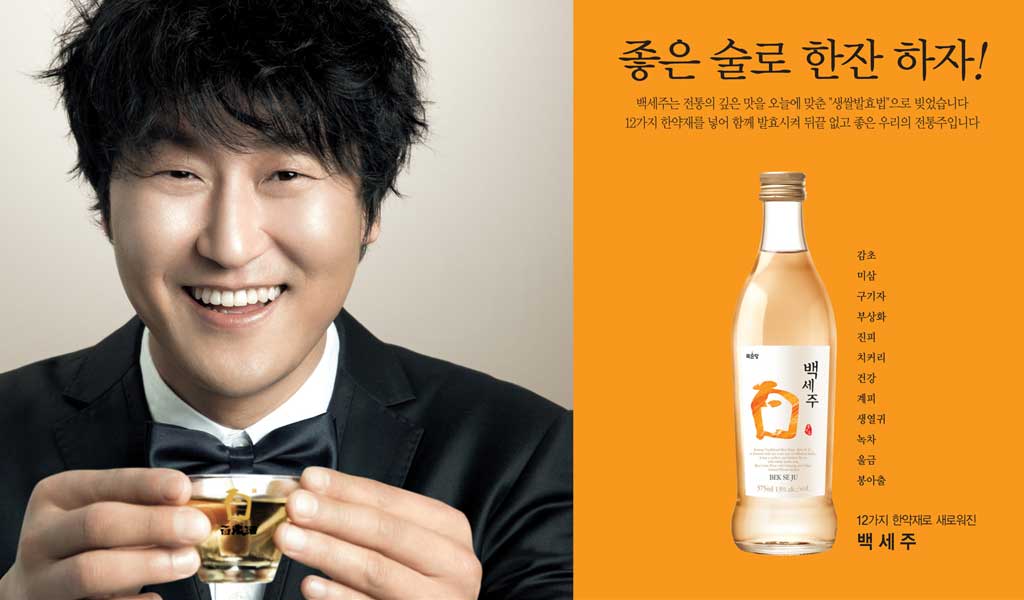 좋은 술로 한잔 하자!
백세주는 전통의 깊은 맛을 오늘에 맞춘 "생쌀발효법"으로 빚었습니다
12가지 한약재를 넣어 함께 발효시켜 뒤끝 없고 좋은 우리의 전통주입니다
감초
미삼
구기자
부상화
진피
치커리
건강
계피
생열귀
녹차
울금
봉아출
백세주
BEK SE JU
375ml 13% alc./vol.
12가지 한약재로 새로워진
백세주